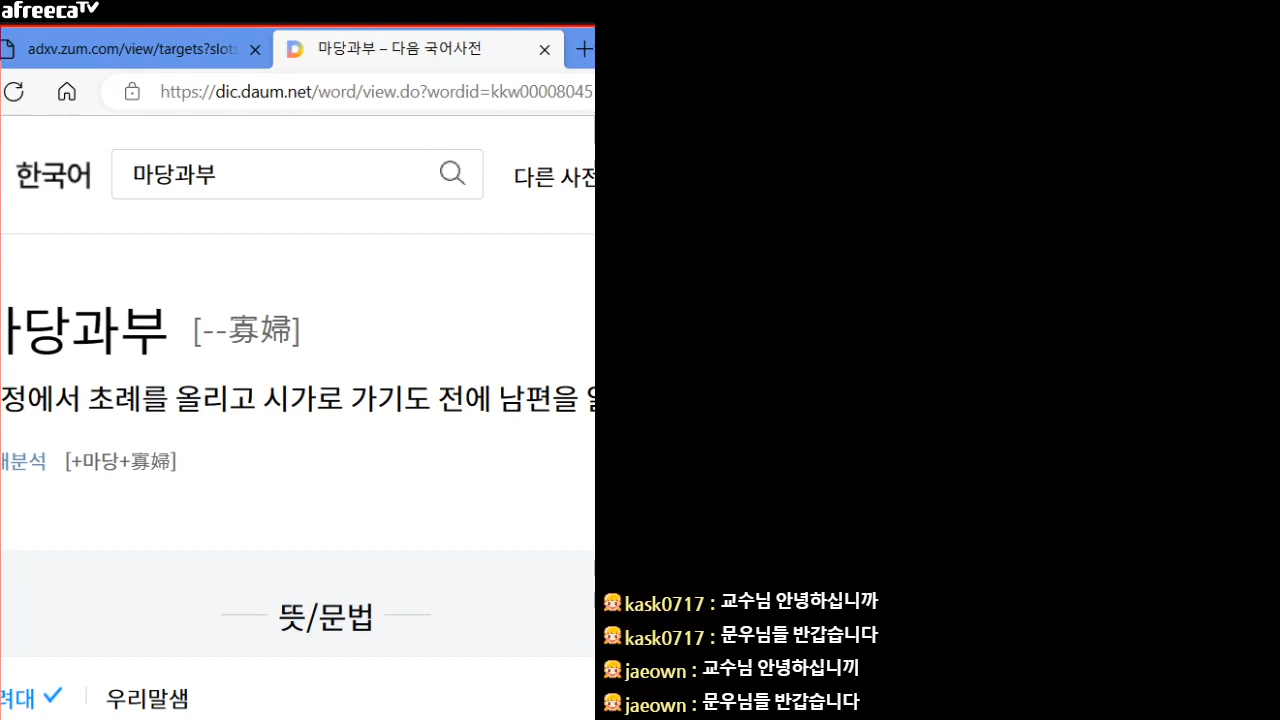 afreecaTV
adxv.zum.com/view/targets?slots
마당과부 – 다음 국어사전
https://dic.daum.net/word/view.do?wordid=kkw00008045
한국어
마당과부
다른 사전
마당과부 [--寡婦]
정에서 초례를 올리고 시가로 가기도 전에 남편을
분석 [+마당+寡婦]
뜻/문법
려대
우리말샘
kask0717 : 교수님 안녕하십니까
kask0717 : 문우님들 반갑습니다
jaeown : 교수님 안녕하십니끼
jaeown : 문우님들 반갑습니다